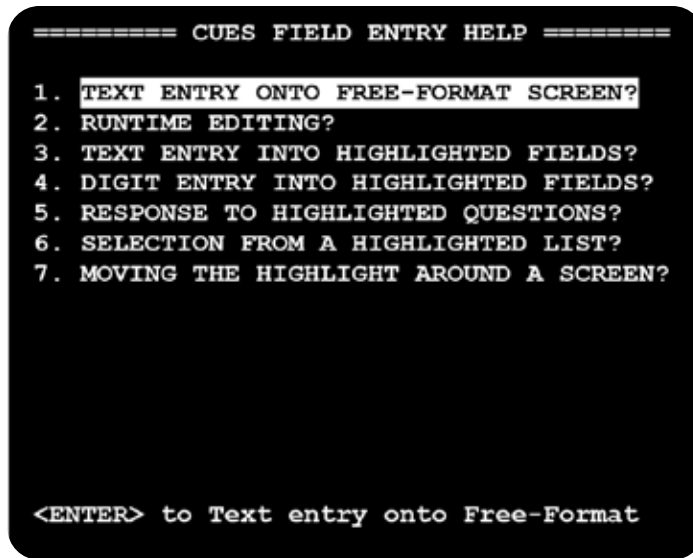 ========= CUES FIELD ENTRY HELP ========
1. TEXT ENTRY ONTO FREE-FORMAT SCREEN?
2. RUNTIME EDITING?
3. TEXT ENTRY INTO HIGHLIGHTED FIELDS?
4. DIGIT ENTRY INTO HIGHLIGHTED FIELDS?
5. RESPONSE TO HIGHLIGHTED QUESTIONS?
6. SELECTION FROM A HIGHLIGHTED LIST?
7. MOVING THE HIGHLIGHT AROUND A SCREEN?
<ENTER> to Text entry onto Free-Format